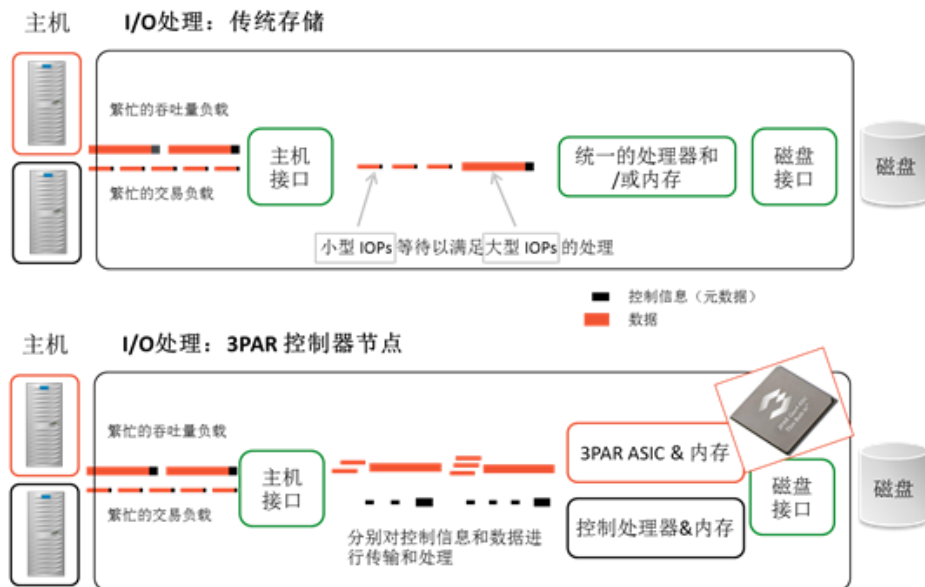 主机
I/O处理：传统存储
繁忙的吞吐量负载
繁忙的交易负载
主机
接口
统一的处理器和
/或内存
磁盘
接口
磁盘
小型 IOPs 等待以满足大型 IOPs 的处理
控制信息（元数据）
数据
主机
I/O处理：3PAR 控制器节点
繁忙的吞吐量负载
繁忙的交易负载
主机
接口
分别对控制信息和数据进
行传输和处理
3PAR ASIC & 内存
控制处理器&内存
磁盘
接口
磁盘